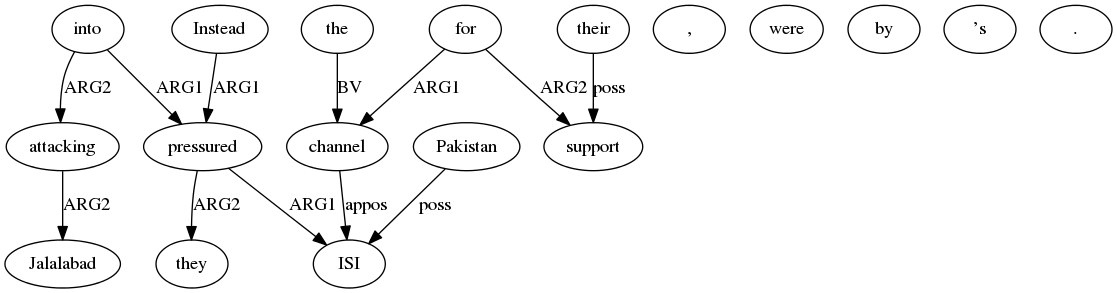 into Instead the for their , were by 's .
ARG2 ARG1 ARG1 BV ARG1 ARG2 poss
attacking pressured channel Pakistan support
ARG2 ARG2 ARG1 appos poss
Jalalabad they ISI